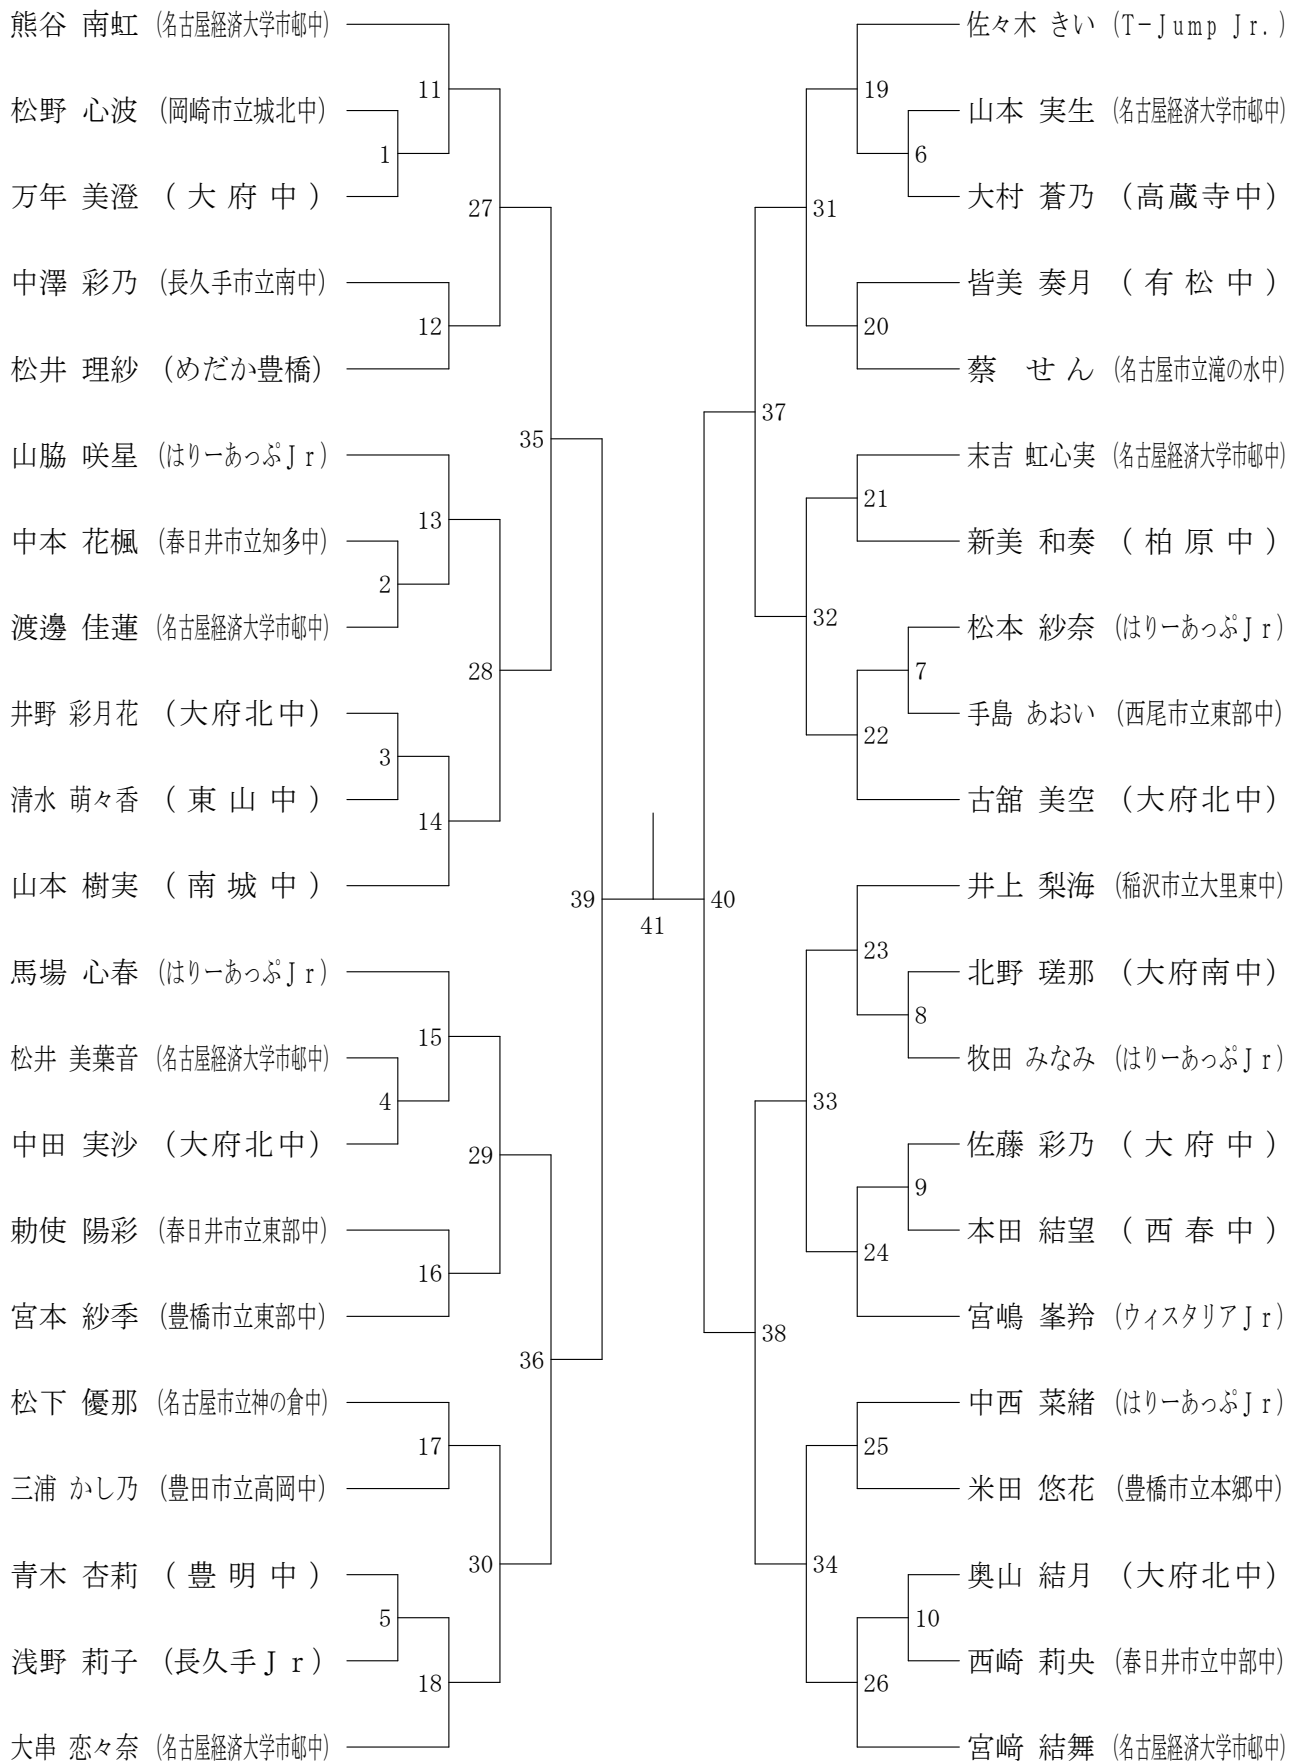 熊谷 南虹 (名古屋経済大学市邨中)
11
松野 心波 (岡崎市立城北中)
1
万年 美澄 (大府中)
27
中澤 彩乃 (長久手市立南中)
12
松井 理紗 (めだか豊橋)
35
山脇 咲星 (はりーあっぷJr)
13
中本 花楓 (春日井市立知多中)
2
渡邊 佳蓮 (名古屋経済大学市邨中)
28
井野 彩月花 (大府北中)
3
清水 萌々香 (東山中)
14
山本 樹実 (南城中)
39
馬場 心春 (はりーあっぷJr)
15
松井 美葉音 (名古屋経済大学市邨中)
4
中田 実沙 (大府北中)
29
勅使 陽彩 (春日井市立東部中)
16
宮本 紗季 (豊橋市立東部中)
36
松下 優那 (名古屋市立神の倉中)
17
三浦 かし乃 (豊田市立高岡中)
30
青木 杏莉 (豊明中)
5
浅野 莉子 (長久手Jr)
18
大串 恋々奈 (名古屋経済大学市邨中)
41
佐々木 きい (T-Jump Jr.)
19
山本 実生 (名古屋経済大学市邨中)
6
大村 蒼乃 (高蔵寺中)
31
皆美 奏月 (有松中)
20
蔡 せん (名古屋市立滝の水中)
37
末吉 虹心実 (名古屋経済大学市邨中)
21
新美 和奏 (柏原中)
32
松本 紗奈 (はりーあっぷJr)
7
手島 あおい (西尾市立東部中)
22
古舘 美空 (大府北中)
40
井上 梨海 (稲沢市立大里東中)
23
北野 瑳那 (大府南中)
8
牧田 みなみ (はりーあっぷJr)
33
佐藤 彩乃 (大府中)
9
本田 結望 (西春中)
24
宮嶋 峯羚 (ウィスタリアJr)
38
中西 菜緒 (はりーあっぷJr)
25
米田 悠花 (豊橋市立本郷中)
34
奥山 結月 (大府北中)
10
西崎 莉央 (春日井市立中部中)
26
宮﨑 結舞 (名古屋経済大学市邨中)